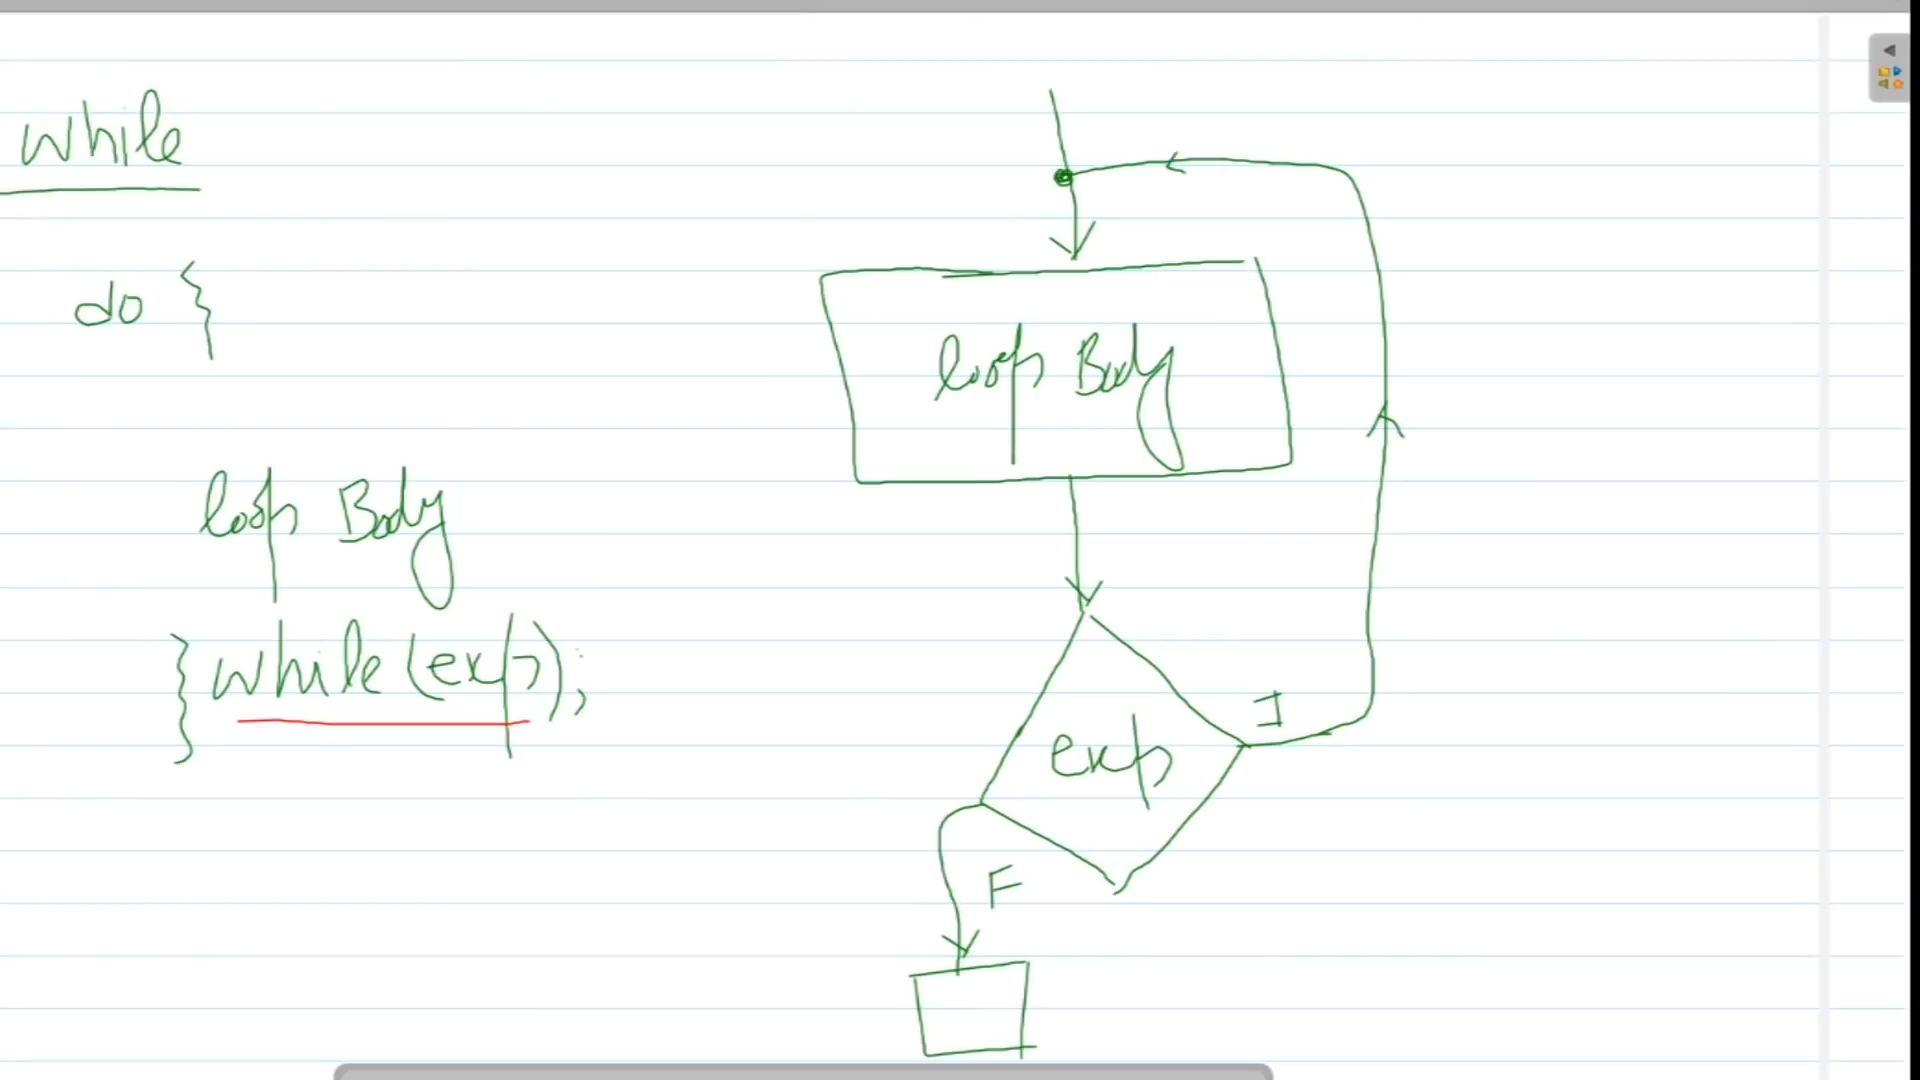 while
do {
loop Body
} while (exp);
loop Body
exp
T
F